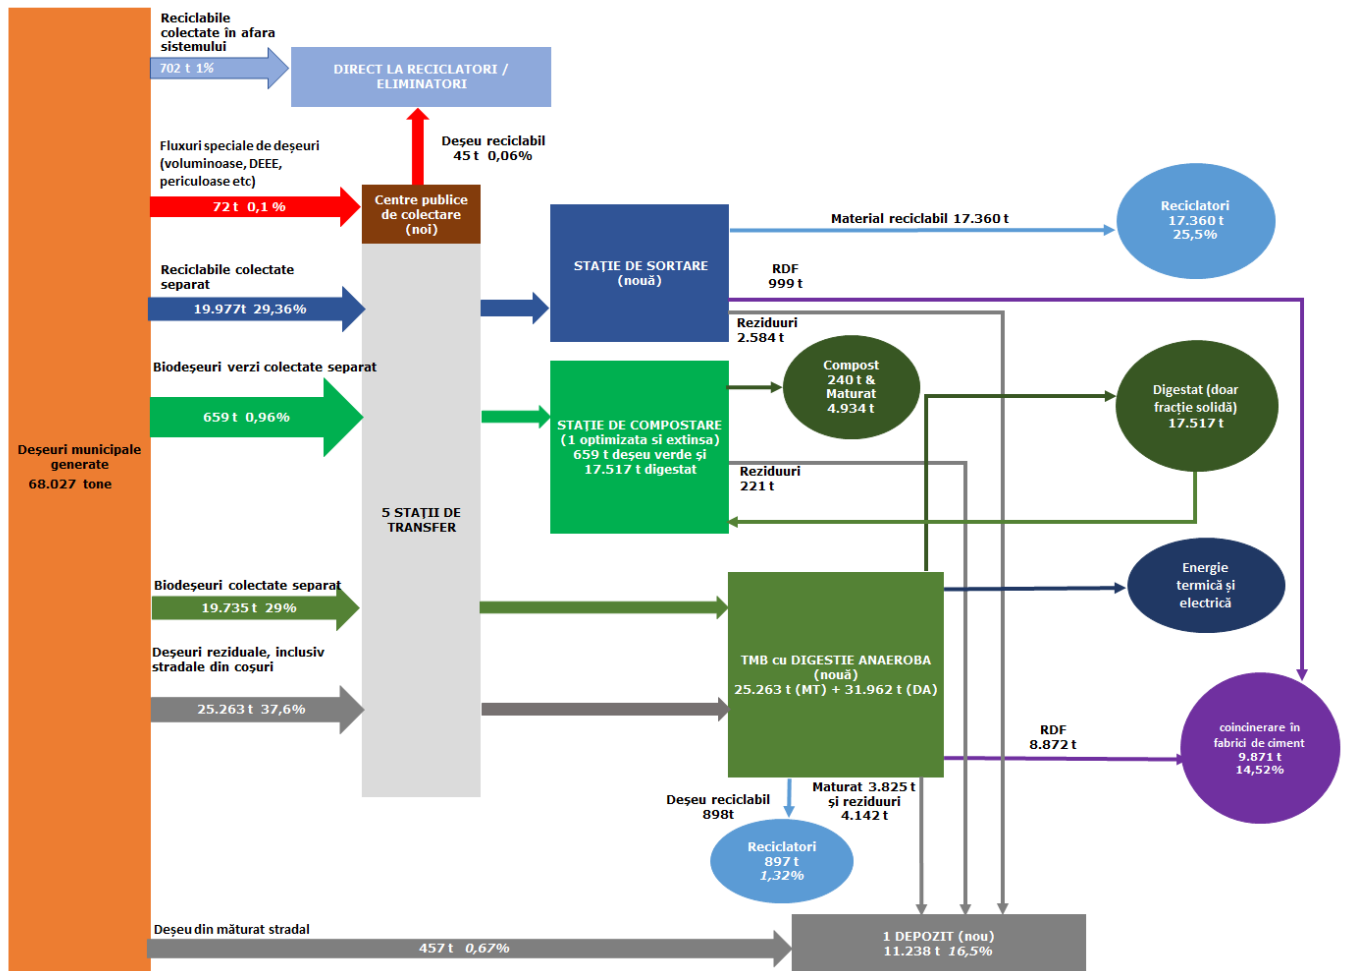 Reciclabile
colectate în afara
sistemului
702 t 1%
DIRECT LA RECICLATORI /
ELIMINATORI
Deșeu reciclabil
45 t 0,06%
Fluxuri speciale de deșeuri
(voluminoase, DEEE,
periculoase etc)
72 t 0,1 %
Centre publice
de colectare
(noi)
Reciclabile colectate
separat
19.977t 29,36%
STAŢIE DE SORTARE
(nouă)
Material reciclabil 17.360 t
Reciclatori
17.360 t
25,5%
RDF
999 t
Reziduuri
2.584 t
Biodeșeuri verzi colectate separat
659 t 0,96%
STAȚIE DE COMPOSTARE
(1 optimizata si extinsa)
659 t deșeu verde și
17.517 t digestat
Compost
240 t &
Maturat
4.934 t
Digestat (doar
fracție solidă)
17.517 t
Reziduuri
221 t
Deșeuri municipale
generate
68.027 tone
5 STAȚII DE
TRANSFER
Biodeșeuri colectate separat
19.735 t 29%
Energie
termică și
electrică
Deșeuri reziduale, inclusiv
stradale din coșuri
25.263 t 37,6%
TMB cu DIGESTIE ANAEROBA
(nouă)
25.263 t (MT) + 31.962 t (DA)
RDF
8.872 t
coincinerare în
fabrici de ciment
9.871 t
14,52%
Deșeu reciclabil
898t
Maturat 3.825 t
și reziduuri
4.142 t
Reciclatori
897 t
1,32%
Deșeu din măturat stradal
457 t 0,67%
1 DEPOZIT (nou)
11.238 t 16,5%